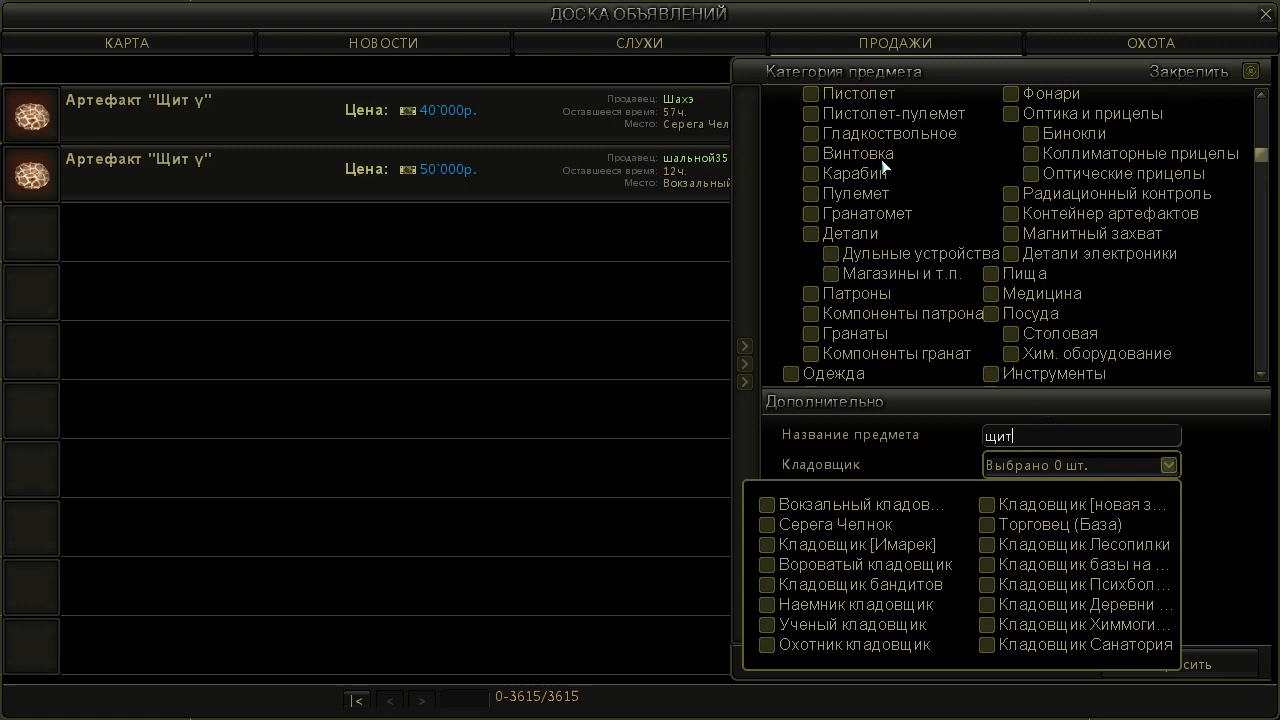 ДОСКА ОБЪЯВЛЕНИЙ
КАРТА
НОВОСТИ
СЛУХИ
ПРОДАЖИ
ОХОТА
Артефакт "Щит γ"
Цена: 40`000р.
Продавец: Шахэ
Оставшееся время: 57ч.
Место: Серега Чел
Артефакт "Щит γ"
Цена: 50`000р.
Продавец: шальной35
Оставшееся время: 12ч.
Место: Вокзальный
|< < > 0-3615/3615
Категория предмета
Закрепить
Пистолет
Пистолет-пулемет
Гладкоствольное
Винтовка
Карабин
Пулемет
Гранатомет
Детали
Дульные устройства
Магазины и т.п.
Патроны
Компоненты патрона
Гранаты
Компоненты гранат
Одежда
Фонари
Оптика и прицелы
Бинокли
Коллиматорные прицелы
Оптические прицелы
Радиационный контроль
Контейнер артефактов
Магнитный захват
Детали электроники
Пища
Медицина
Посуда
Столовая
Хим. оборудование
Инструменты
Дополнительно
Название предмета
щит
Кладовщик
Выбрано 0 шт.
Вокзальный кладов...
Серега Челнок
Кладовщик [Имарек]
Вороватый кладовщик
Кладовщик бандитов
Наемник кладовщик
Ученый кладовщик
Охотник кладовщик
Кладовщик [новая з...
Торговец (База)
Кладовщик Лесопилки
Кладовщик базы на ...
Кладовщик Психбол...
Кладовщик Деревни ...
Кладовщик Химмоги...
Кладовщик Санатория
сить